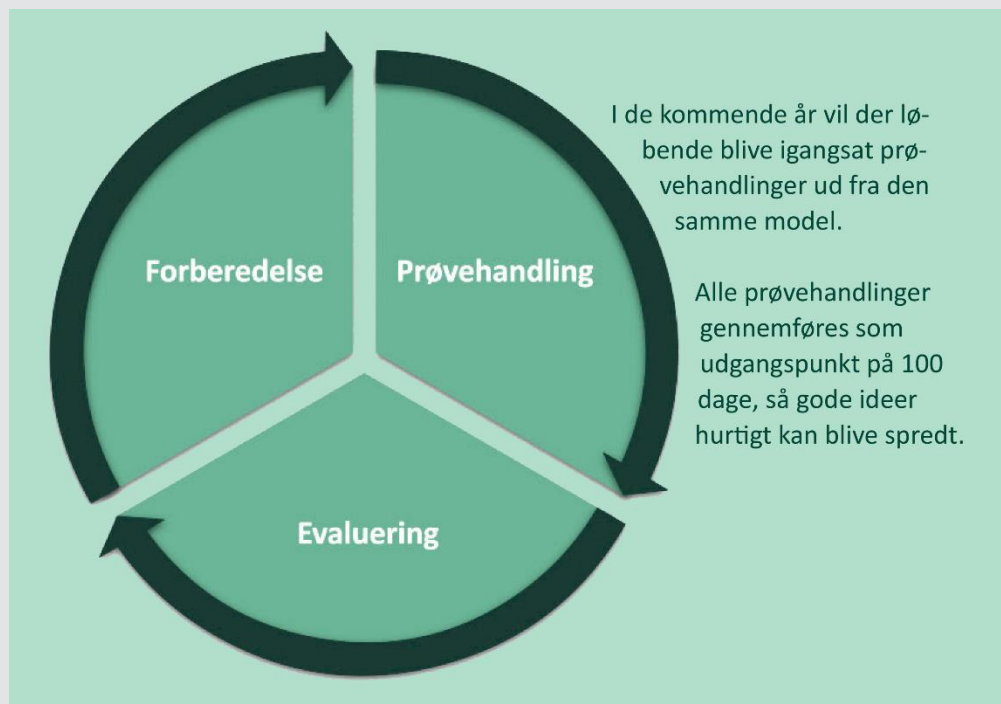 Forberedelse
Prøvehandling
Evaluering
I de kommende år vil der lø-
bende blive igangsat prø-
vehandlinger ud fra den
samme model.
Alle prøvehandlinger
gennemføres som
udgangspunkt på 100
dage, så gode ideer
hurtigt kan blive spredt.